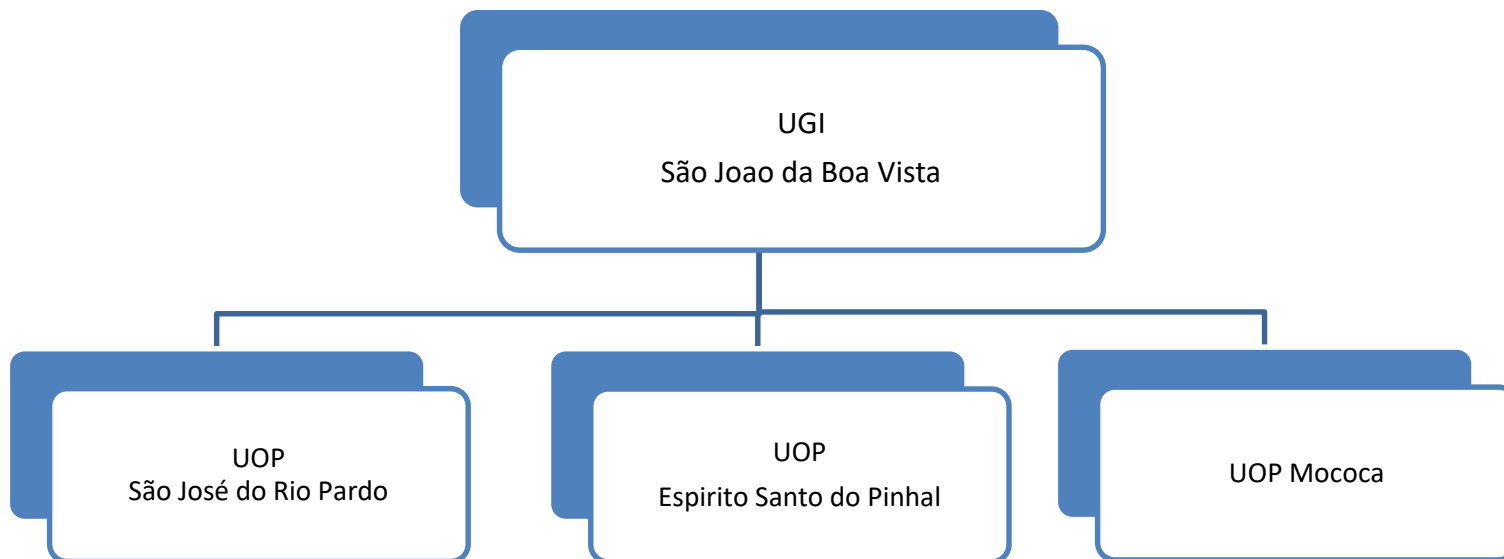 UGI
São Joao da Boa Vista
UOP
São José do Rio Pardo
UOP
Espirito Santo do Pinhal
UOP Mococa